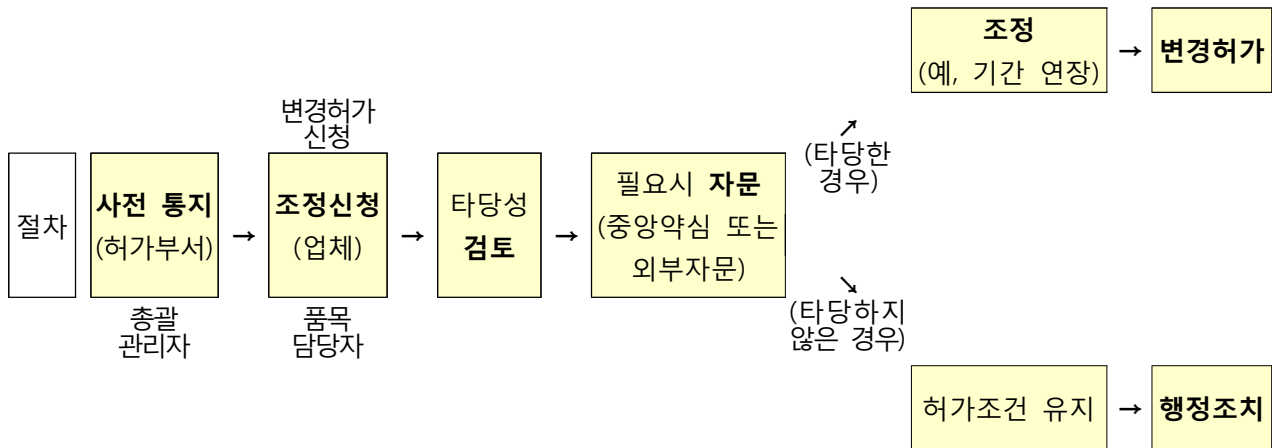 조정
(예, 기간 연장)
→
변경허가
변경허가
신청
↗
(타당한
경우)
절차
사전 통지
(허가부서)
→
조정신청
(업체)
→
타당성
검토
→
필요시 자문
(중앙약심 또는
외부자문)
총괄
관리자
품목
담당자
↘
(타당하지
않은 경우)
허가조건 유지
→
행정조치